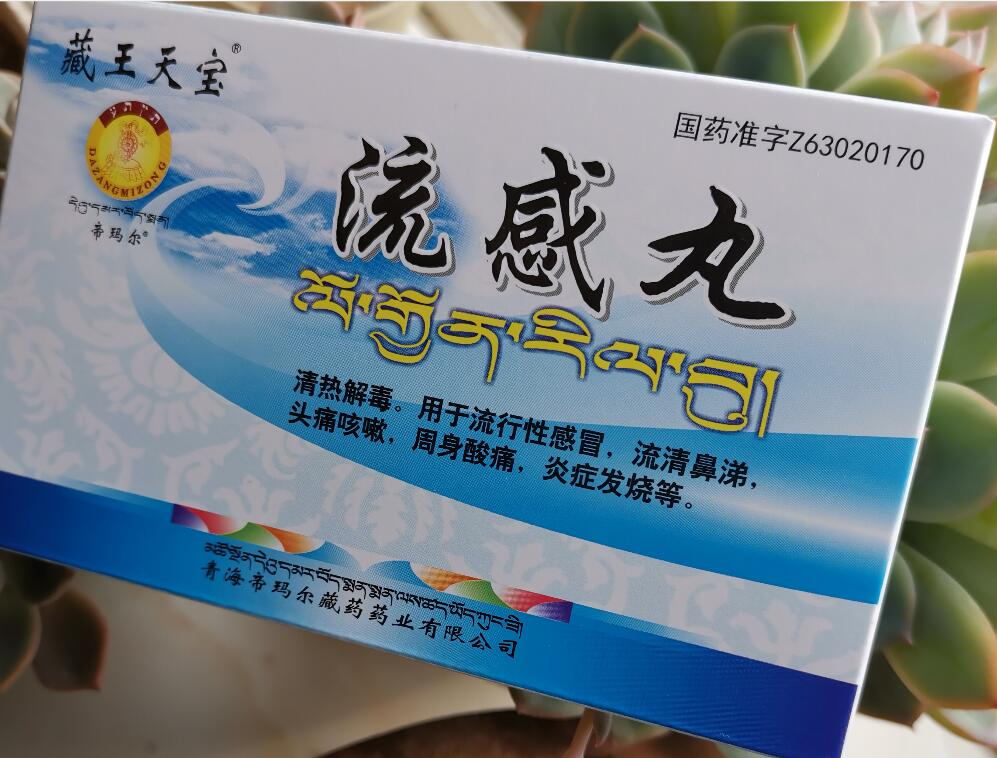 藏王天宝®
DAZANGMIZONG
帝玛尔®
国药准字Z63020170
流感丸
清热解毒。用于流行性感冒，流清鼻涕，
头痛咳嗽，周身酸痛，炎症发烧等。
青海帝玛尔藏药药业有限公司